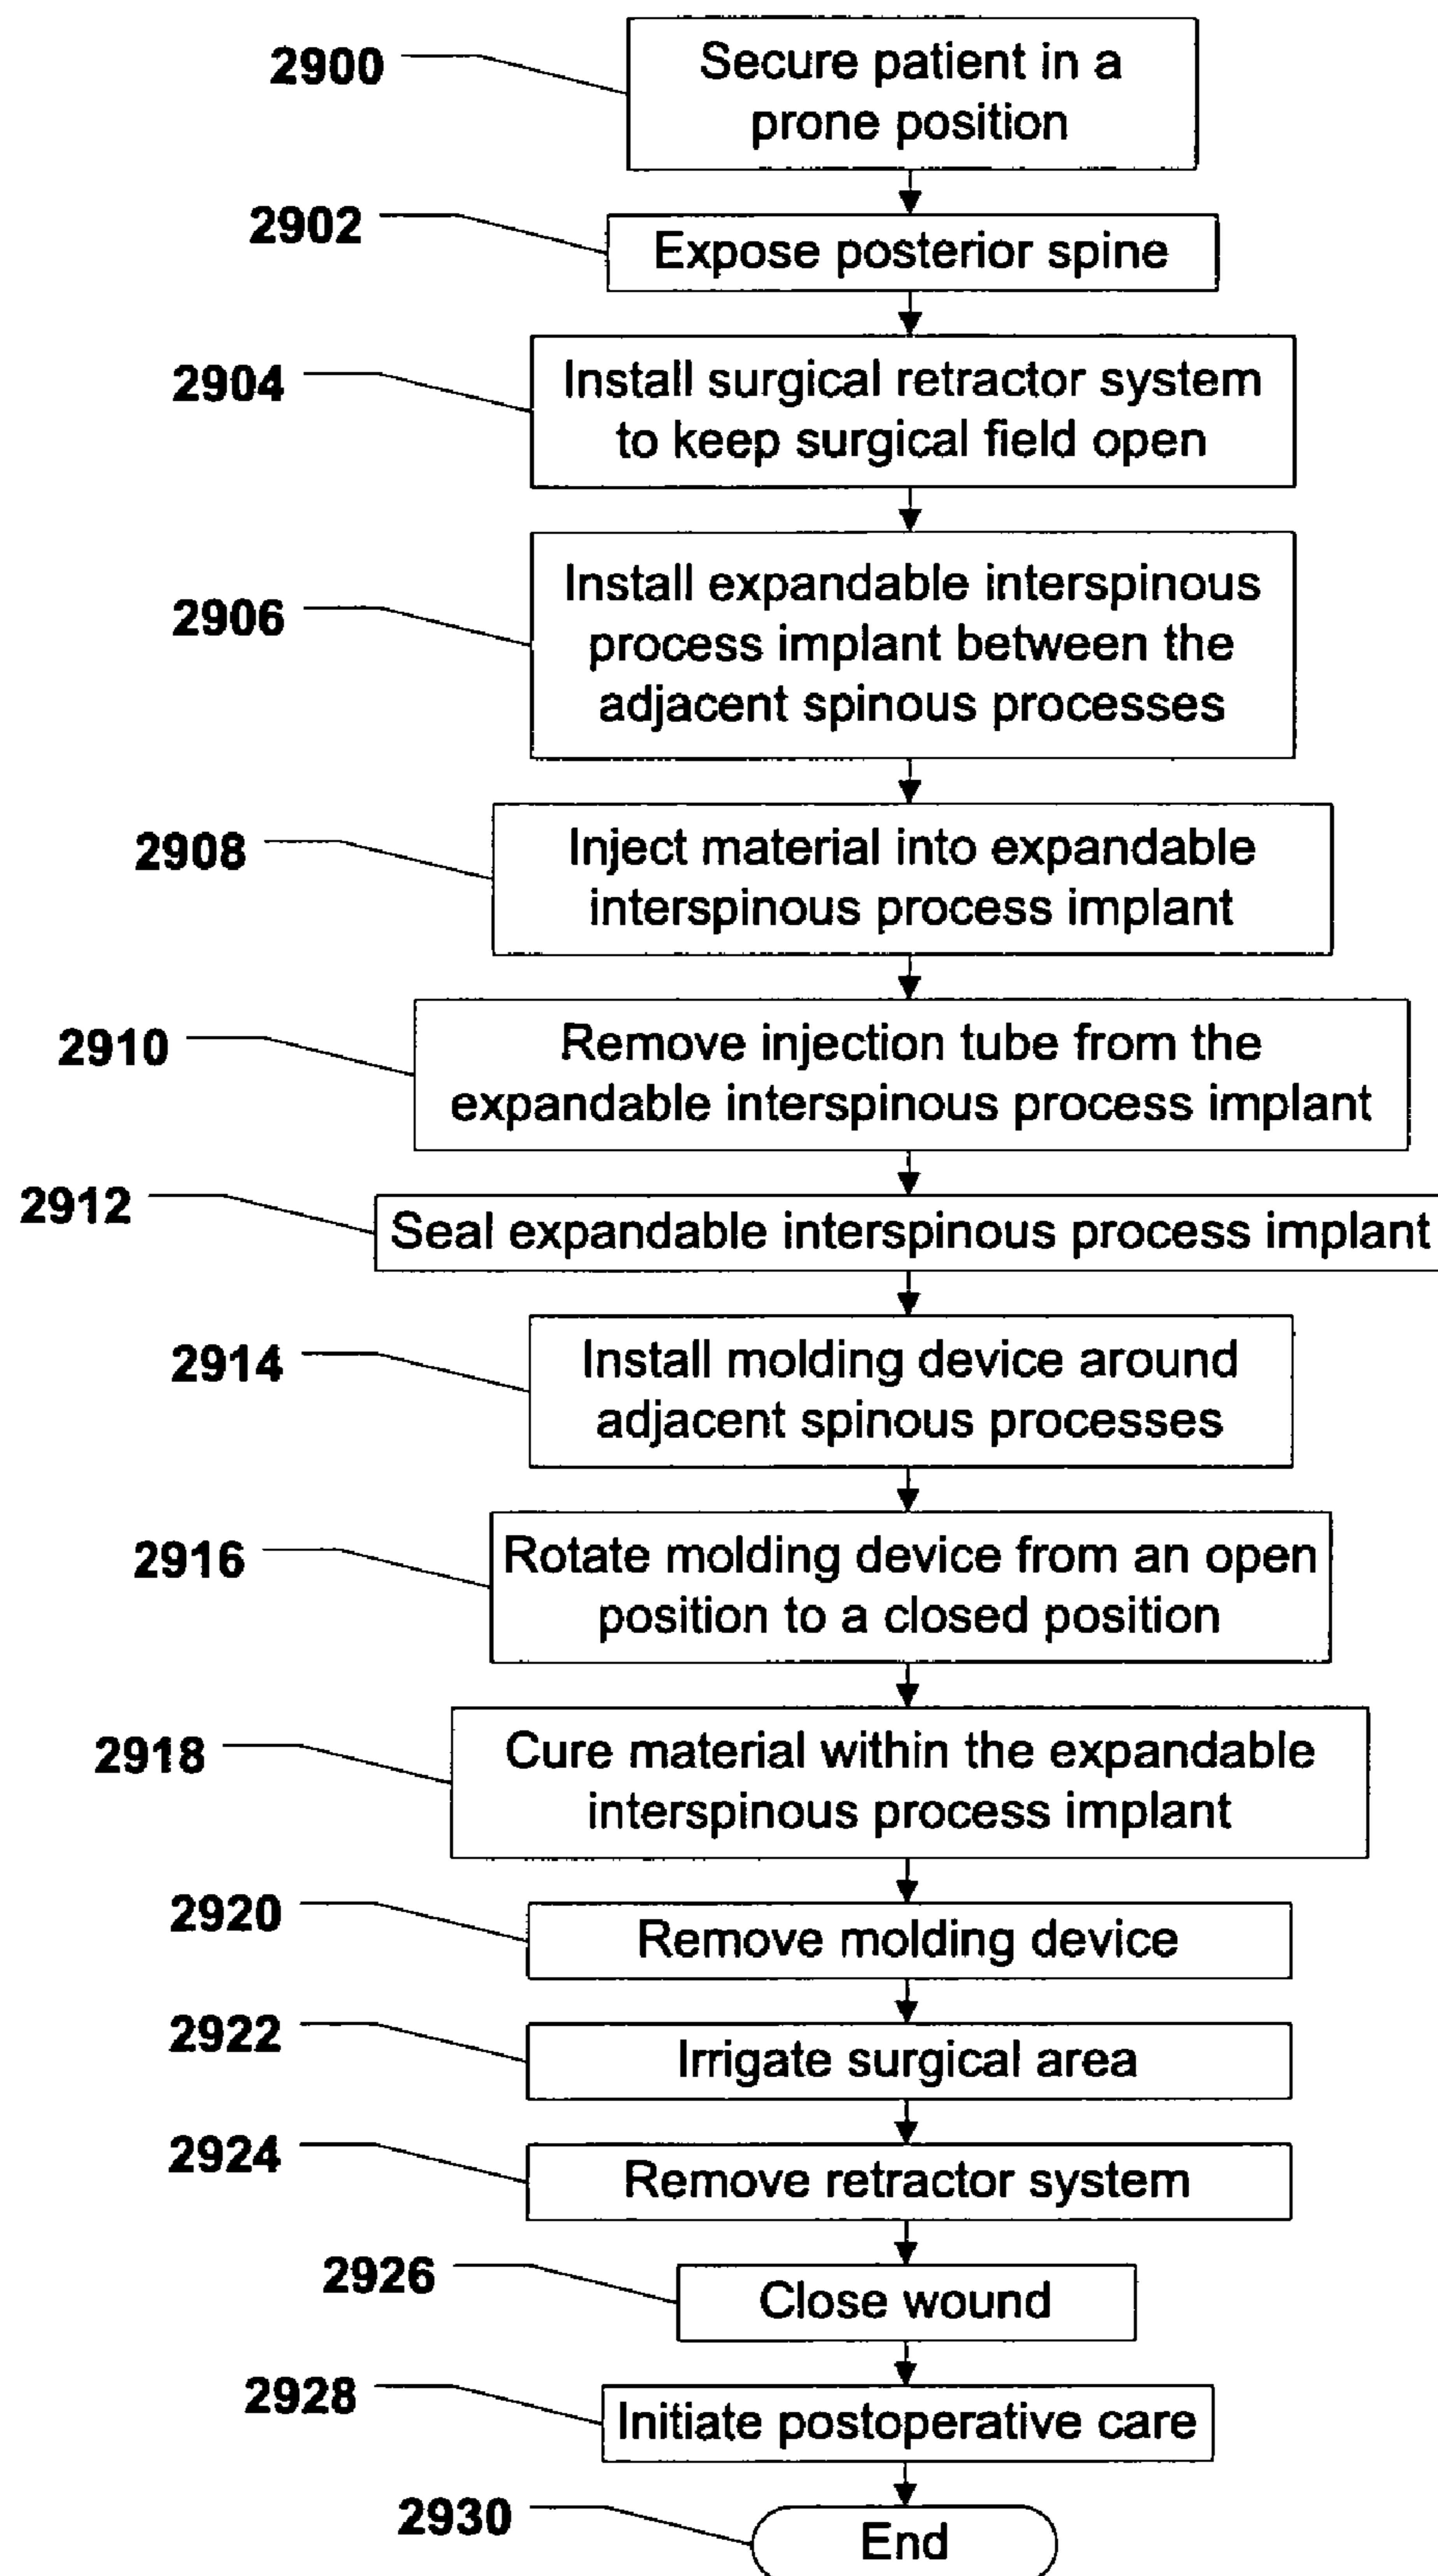 2900
Secure patient in a
prone position
2902
Expose posterior spine
2904
Install surgical retractor system
to keep surgical field open
2906
Install expandable interspinous
process implant between the
adjacent spinous processes
2908
Inject material into expandable
interspinous process implant
2910
Remove injection tube from the
expandable interspinous process implant
2912
Seal expandable interspinous process implant
2914
Install molding device around
adjacent spinous processes
2916
Rotate molding device from an open
position to a closed position
2918
Cure material within the expandable
interspinous process implant
2920
Remove molding device
2922
Irrigate surgical area
2924
Remove retractor system
2926
Close wound
2928
Initiate postoperative care
2930
End